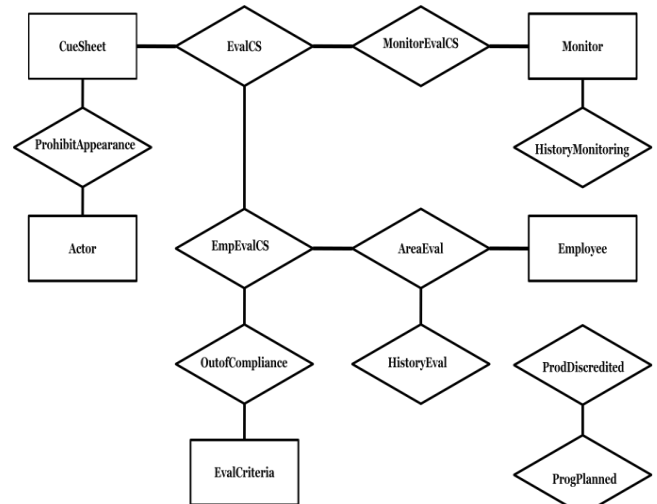 CueSheet
EvalCS
MonitorEvalCS
Monitor
ProhibitAppearance
HistoryMonitoring
Actor
EmpEvalCS
AreaEval
Employee
OutofCompliance
HistoryEval
ProdDiscredited
EvalCriteria
ProgPlanned